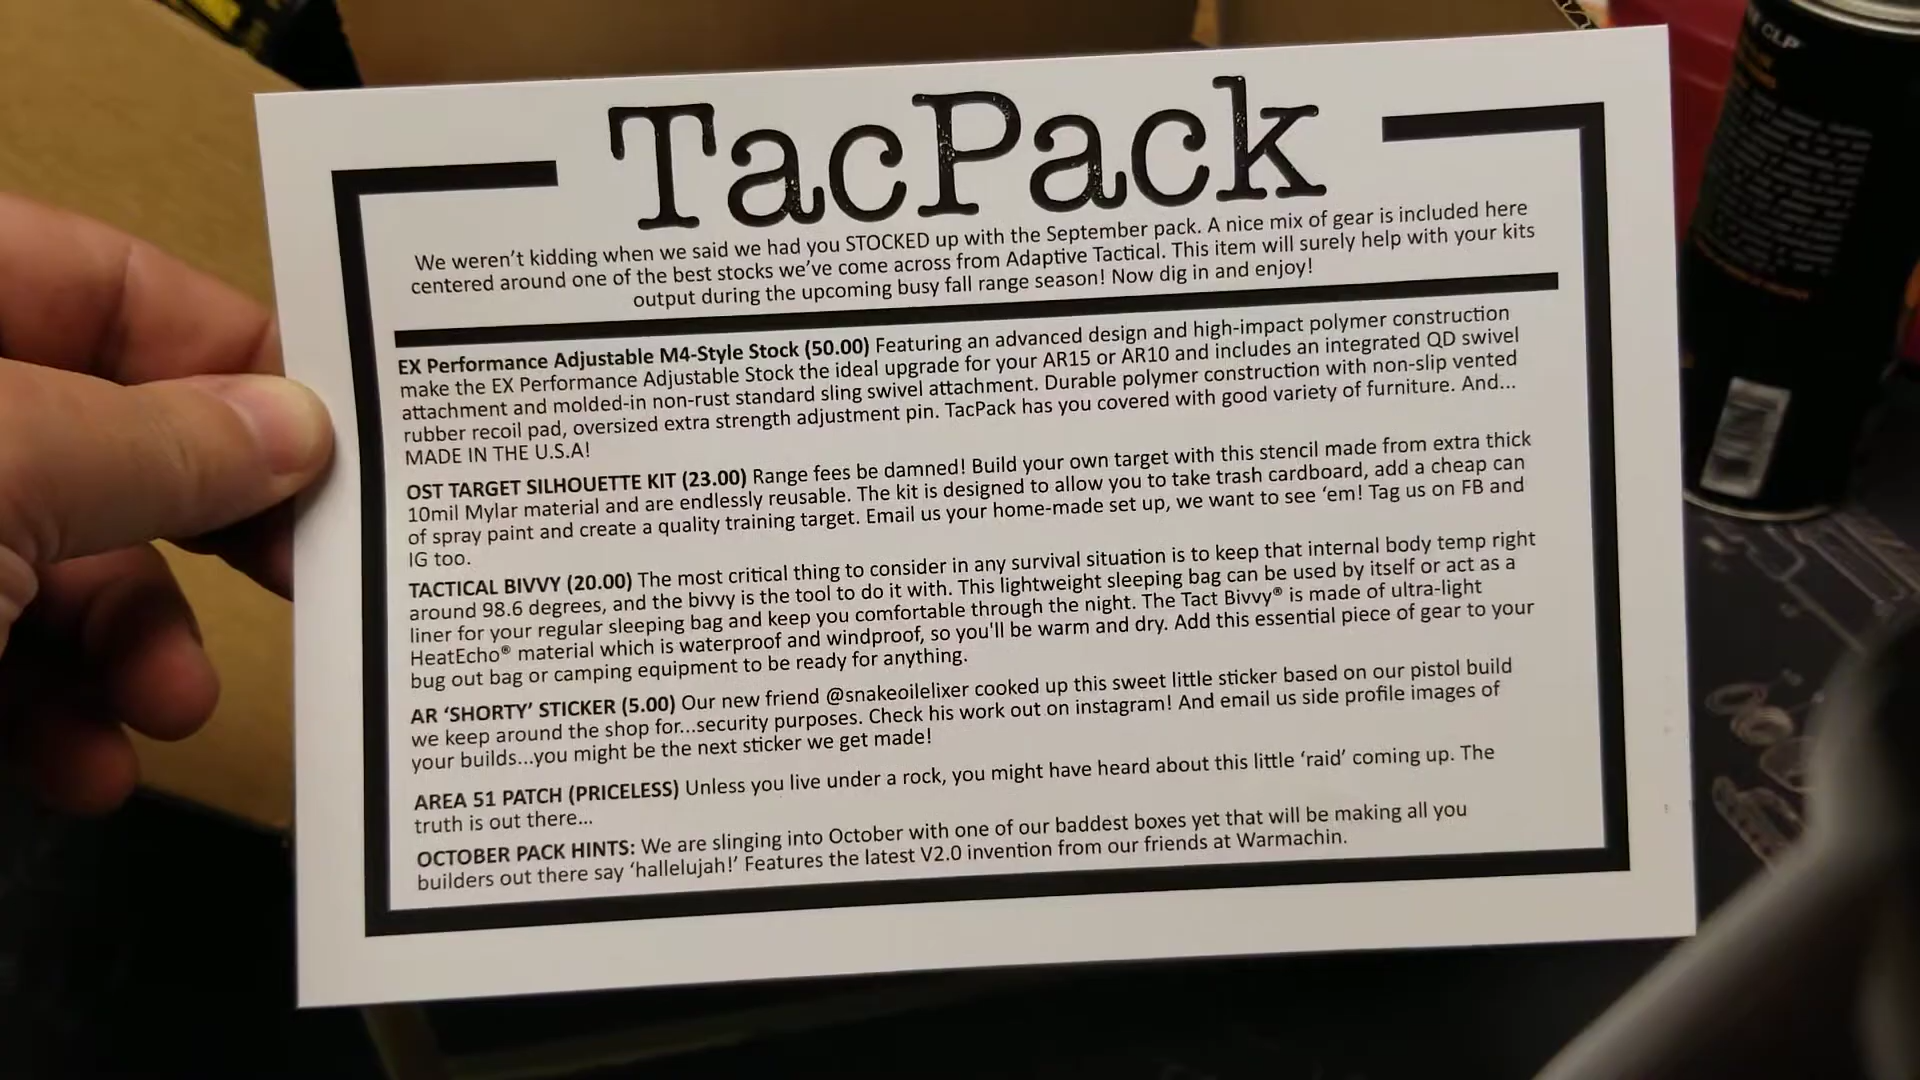 TacPack
We weren't kidding when we said we had you STOCKED up with the September pack. A nice mix of gear is included here
centered around one of the best stocks we've come across from Adaptive Tactical. This item will surely help with your kits
output during the upcoming busy fall range season! Now dig in and enjoy!
EX Performance Adjustable M4-Style Stock (50.00) Featuring an advanced design and high-impact polymer construction
make the EX Performance Adjustable Stock the ideal upgrade for your AR15 or AR10 and includes an integrated QD swivel
attachment and molded-in non-rust standard sling swivel attachment. Durable polymer construction with non-slip vented
rubber recoil pad, oversized extra strength adjustment pin. TacPack has you covered with good variety of furniture. And...
MADE IN THE U.S.A!
OST TARGET SILHOUETTE KIT (23.00) Range fees be damned! Build your own target with this stencil made from extra thick
10mil Mylar material and are endlessly reusable. The kit is designed to allow you to take trash cardboard, add a cheap can
of spray paint and create a quality training target. Email us your home-made set up, we want to see 'em! Tag us on FB and
IG too.
TACTICAL BIVVY (20.00) The most critical thing to consider in any survival situation is to keep that internal body temp right
around 98.6 degrees, and the bivvy is the tool to do it with. This lightweight sleeping bag can be used by itself or act as a
liner for your regular sleeping bag and keep you comfortable through the night. The Tact Bivvy® is made of ultra-light
HeatEcho® material which is waterproof and windproof, so you'll be warm and dry. Add this essential piece of gear to your
bug out bag or camping equipment to be ready for anything.
AR 'SHORTY' STICKER (5.00) Our new friend @snakeoilelixer cooked up this sweet little sticker based on our pistol build
we keep around the shop for...security purposes. Check his work out on instagram! And email us side profile images of
your builds...you might be the next sticker we get made!
AREA 51 PATCH (PRICELESS) Unless you live under a rock, you might have heard about this little 'raid' coming up. The
truth is out there...
OCTOBER PACK HINTS: We are slinging into October with one of our baddest boxes yet that will be making all you
builders out there say 'hallelujah!' Features the latest V2.0 invention from our friends at Warmachin.
CLP